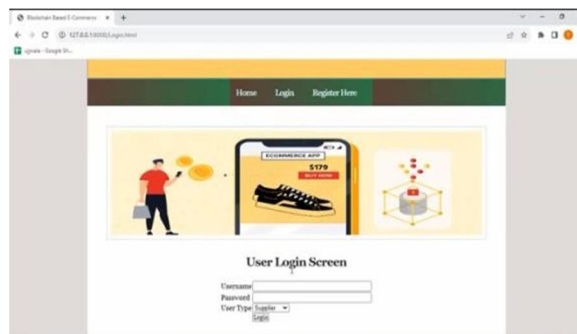 Blockchain Based E-Commerce
127.0.0.1:8000/Login.html
Home Login Register Here
ECOMMERCE APP
$179
BUY NOW
User Login Screen
Username
Password
User Type Supplier
Login